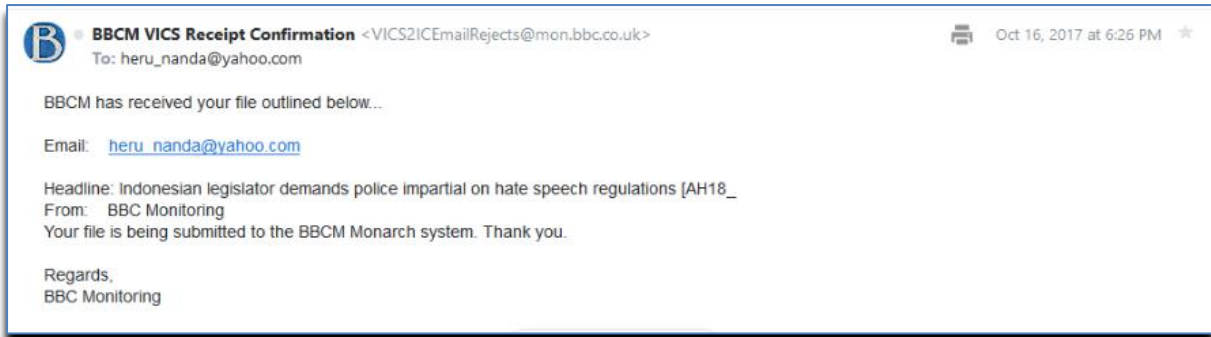 B
BBCM VICS Receipt Confirmation <VICS2ICEmailRejects@mon.bbc.co.uk>
Oct 16, 2017 at 6:26 PM
To: heru_nanda@yahoo.com
BBCM has received your file outlined below...
Email: heru_nanda@yahoo.com
Headline: Indonesian legislator demands police impartial on hate speech regulations [AH18_
From: BBC Monitoring
Your file is being submitted to the BBCM Monarch system. Thank you.
Regards,
BBC Monitoring